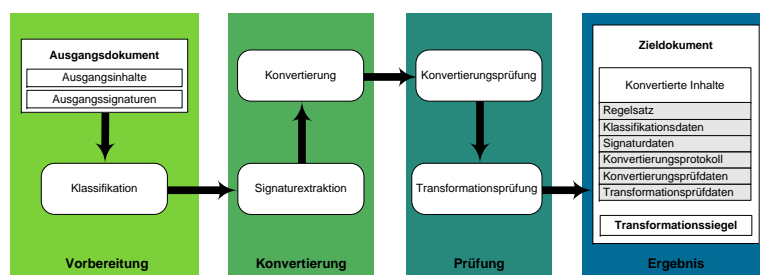 Ausgangsdokument
Ausgangsinhalte
Ausgangssignaturen
Klassifikation
Vorbereitung
Konvertierung
Signaturextraktion
Konvertierung
Konvertierungsprüfung
Transformationsprüfung
Prüfung
Zieldokument
Konvertierte Inhalte
Regelsatz
Klassifikationsdaten
Signaturdaten
Konvertierungsprotokoll
Konvertierungsprüfdaten
Transformationsprüfdaten
Transformationssiegel
Ergebnis